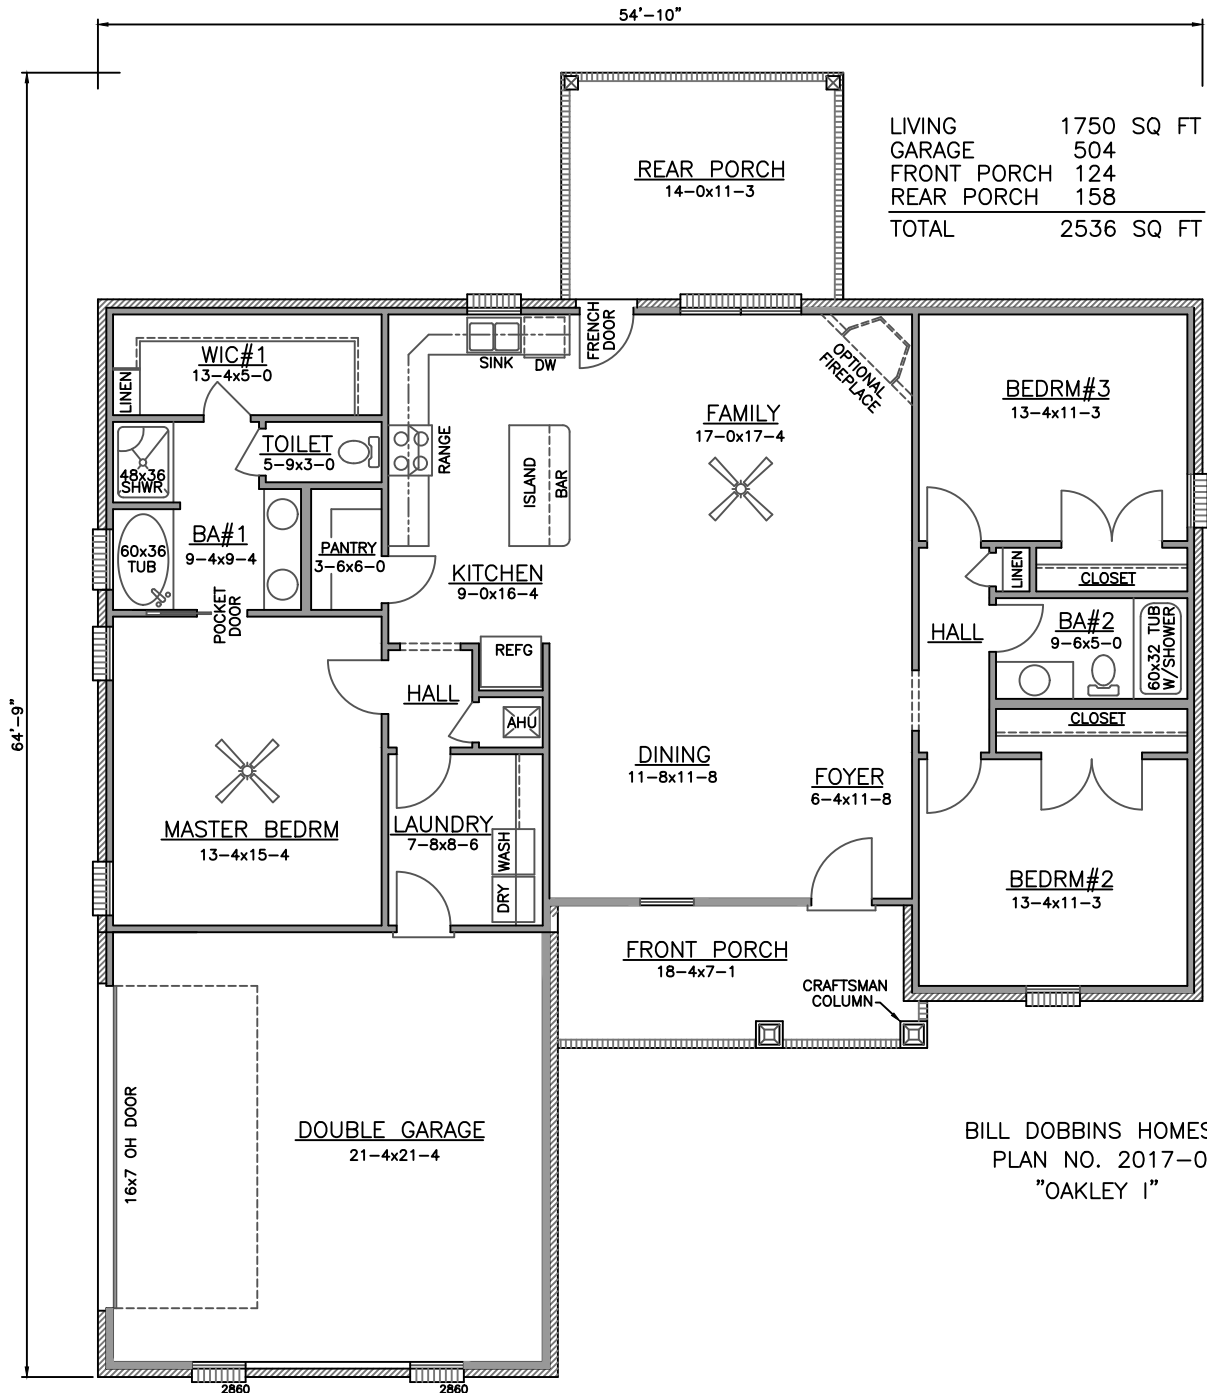 54'-10"
LIVING 1750 SQ FT
GARAGE 504
FRONT PORCH 124
REAR PORCH 158
TOTAL 2536 SQ FT
REAR PORCH
14-0x11-3
FRENCH
DOOR
SINK
DW
OPTIONAL
FIREPLACE
WIC#1
13-4x5-0
LINEN
BEDRM#3
13-4x11-3
FAMILY
17-0x17-4
TOILET
5-9x3-0
RANGE
48x36
SHWR
ISLAND
BAR
BA#1
9-4x9-4
60x36
TUB
PANTRY
3-6x6-0
KITCHEN
9-0x16-4
POCKET
DOOR
LINEN
CLOSET
HALL
BA#2
9-6x5-0
60x32 TUB
W/SHOWER
REFG
HALL
AHU
CLOSET
64'-9"
DINING
11-8x11-8
FOYER
6-4x11-8
MASTER BEDRM
13-4x15-4
LAUNDRY
7-8x8-6
WASH
DRY
BEDRM#2
13-4x11-3
FRONT PORCH
18-4x7-1
CRAFTSMAN
COLUMN
16x7 OH DOOR
DOUBLE GARAGE
21-4x21-4
BILL DOBBINS HOMES
PLAN NO. 2017-0
"OAKLEY I"
2860
2860